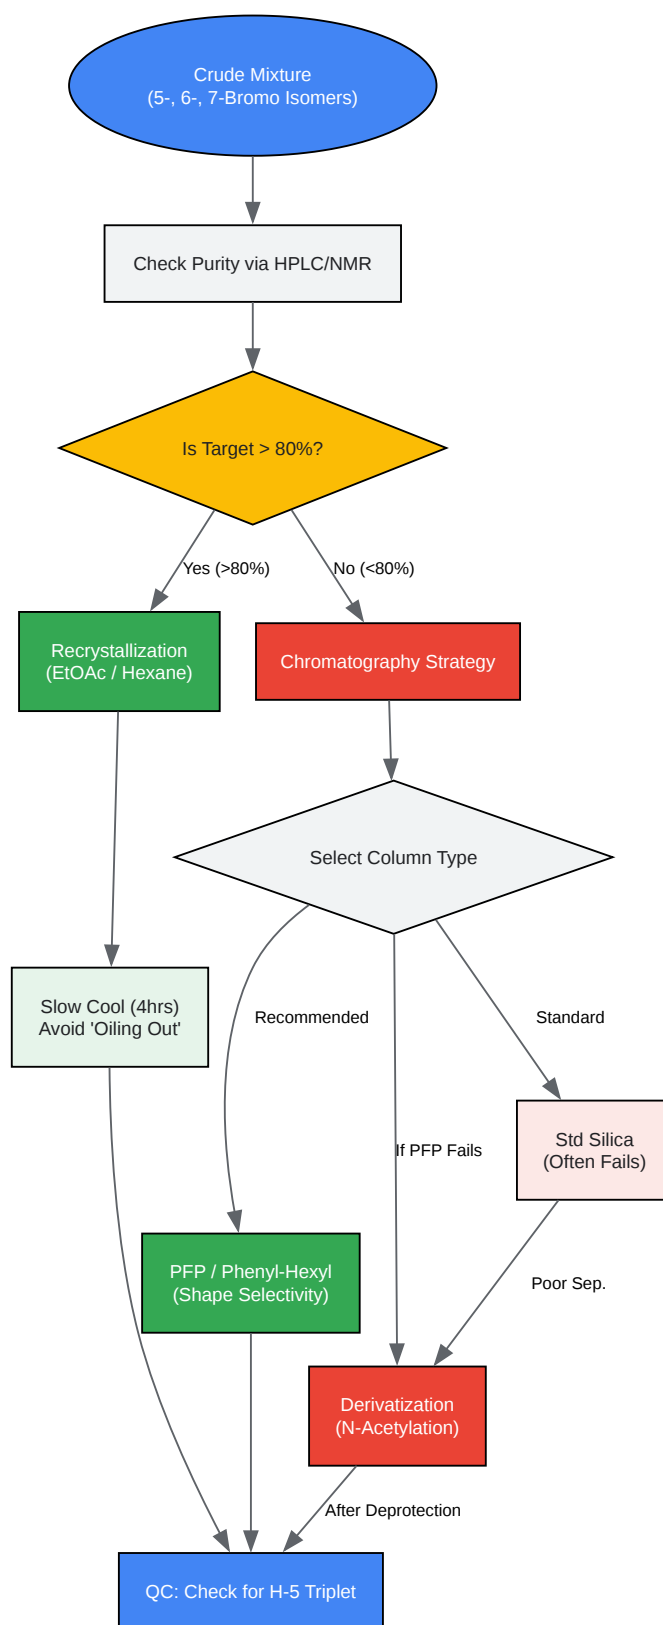 Crude Mixture
(5-, 6-, 7-Bromo Isomers)
Check Purity via HPLC/NMR
Is Target > 80%?
Yes (>80%)
No (<80%)
Recrystallization
(EtOAc / Hexane)
Chromatography Strategy
Select Column Type
Slow Cool (4hrs)
Avoid 'Oiling Out'
Recommended
Standard
If PFP Fails
Std Silica
(Often Fails)
PFP / Phenyl-Hexyl
(Shape Selectivity)
Poor Sep.
Derivatization
(N-Acetylation)
After Deprotection
QC: Check for H-5 Triplet